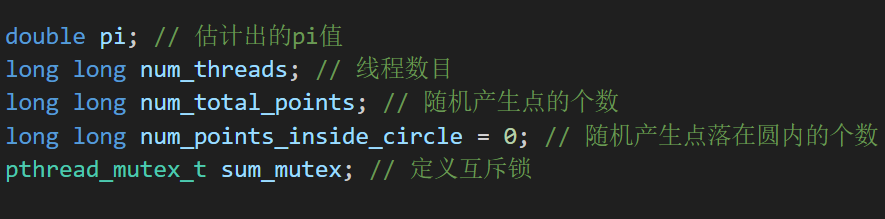 double pi; // 估计出的pi值
long long num_threads; // 线程数目
long long num_total_points; // 随机产生点的个数
long long num_points_inside_circle = 0; // 随机产生点落在圆内的个数
pthread_mutex_t sum_mutex; // 定义互斥锁